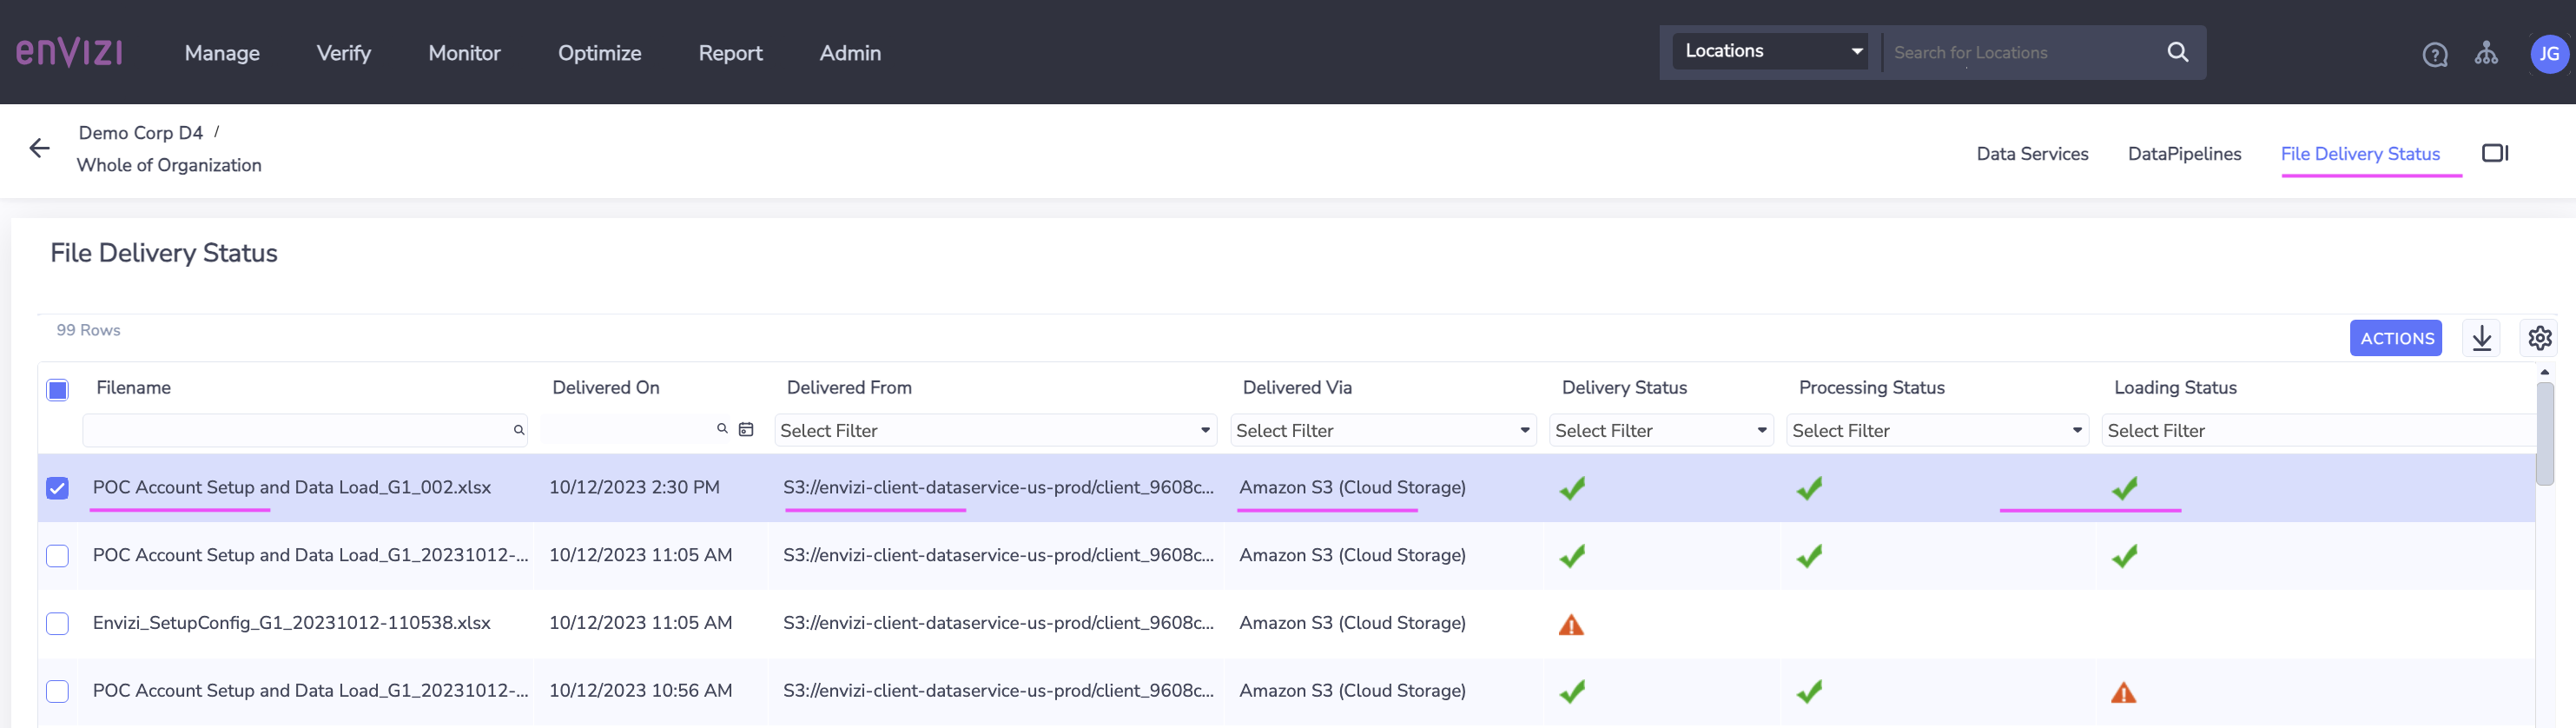 enVizi Manage Verify Monitor Optimize Report Admin Locations Search for Locations ? JG
Demo Corp D4 /
Whole of Organization
Data Services DataPipelines File Delivery Status
File Delivery Status
99 Rows
ACTIONS
Filename Delivered On Delivered From Delivered Via Delivery Status Processing Status Loading Status
Select Filter Select Filter Select Filter Select Filter Select Filter
POC Account Setup and Data Load_G1_002.xlsx 10/12/2023 2:30 PM S3://envizi-client-dataservice-us-prod/client_9608c... Amazon S3 (Cloud Storage)
POC Account Setup and Data Load_G1_20231012-... 10/12/2023 11:05 AM S3://envizi-client-dataservice-us-prod/client_9608c... Amazon S3 (Cloud Storage)
Envizi_SetupConfig_G1_20231012-110538.xlsx 10/12/2023 11:05 AM S3://envizi-client-dataservice-us-prod/client_9608c... Amazon S3 (Cloud Storage)
POC Account Setup and Data Load_G1_20231012-... 10/12/2023 10:56 AM S3://envizi-client-dataservice-us-prod/client_9608c... Amazon S3 (Cloud Storage)